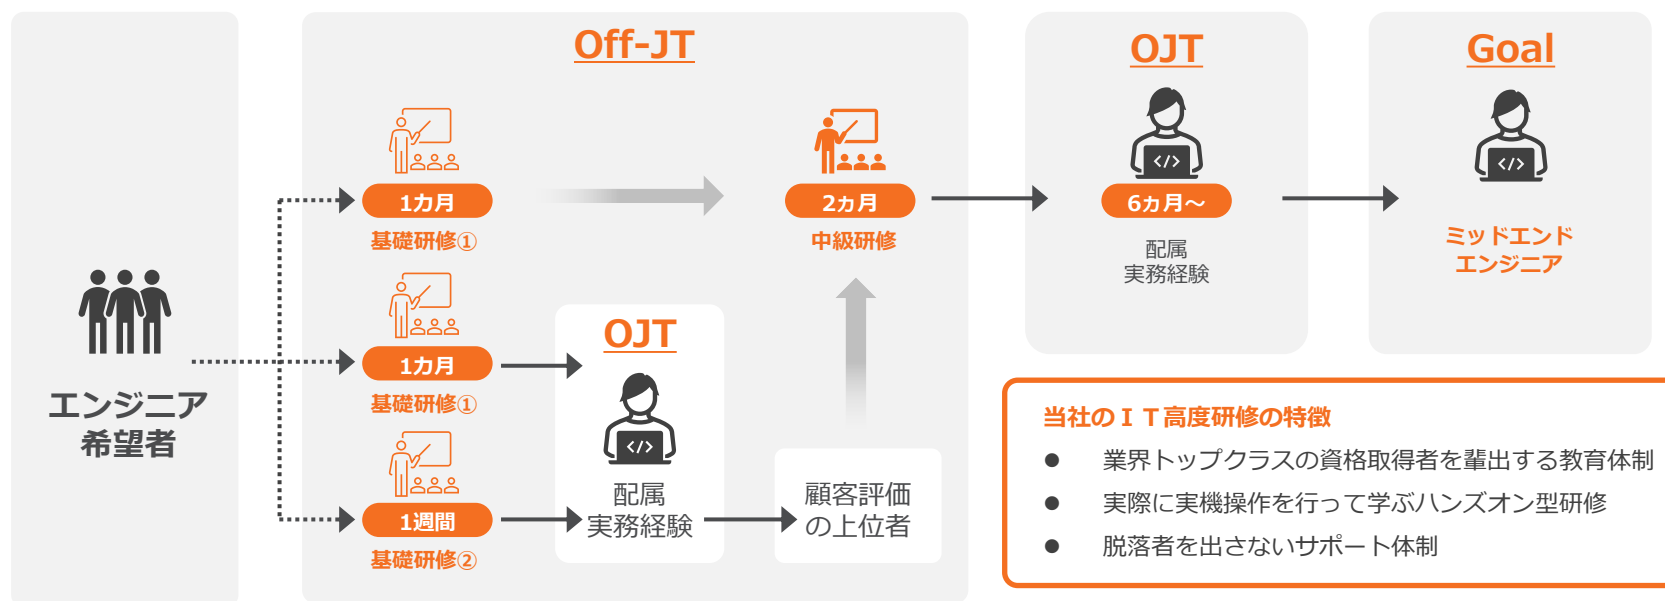 エンジニア
希望者
Off-JT
1カ月
基礎研修①
1カ月
基礎研修①
1週間
基礎研修②
OJT
</>
配属
実務経験
顧客評価
の上位者
2ヵ月
中級研修
OJT
</>
6ヵ月～
配属
実務経験
Goal
</>
ミッドエンド
エンジニア
当社のＩＴ高度研修の特徴
● 業界トップクラスの資格取得者を輩出する教育体制
● 実際に実機操作を行って学ぶハンズオン型研修
● 脱落者を出さないサポート体制